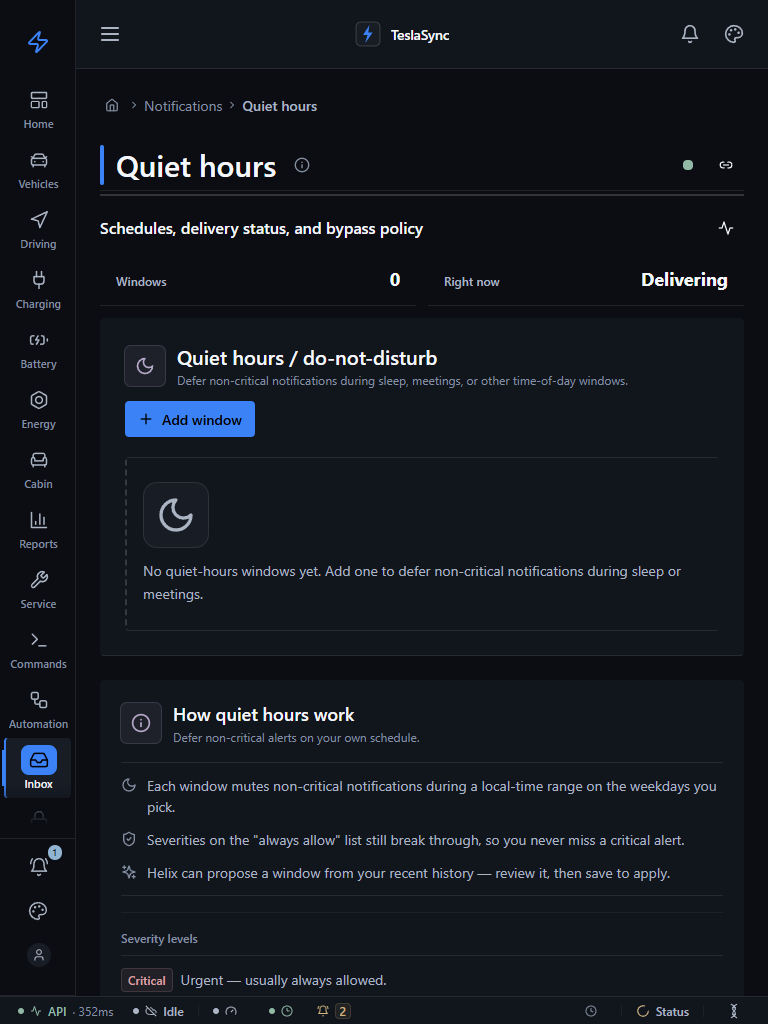 TeslaSync
Home
Vehicles
Driving
Charging
Battery
Energy
Cabin
Reports
Service
Commands
Automation
Inbox
1
Notifications
Quiet hours
Quiet hours
Schedules, delivery status, and bypass policy
Windows
0
Right now
Delivering
Quiet hours / do-not-disturb
Defer non-critical notifications during sleep, meetings, or other time-of-day windows.
Add window
No quiet-hours windows yet. Add one to defer non-critical notifications during sleep or
meetings.
How quiet hours work
Defer non-critical alerts on your own schedule.
Each window mutes non-critical notifications during a local-time range on the weekdays you
pick.
Severities on the "always allow" list still break through, so you never miss a critical alert.
Helix can propose a window from your recent history — review it, then save to apply.
Severity levels
Critical Urgent — usually always allowed.
API · 352ms
Idle
2
Status